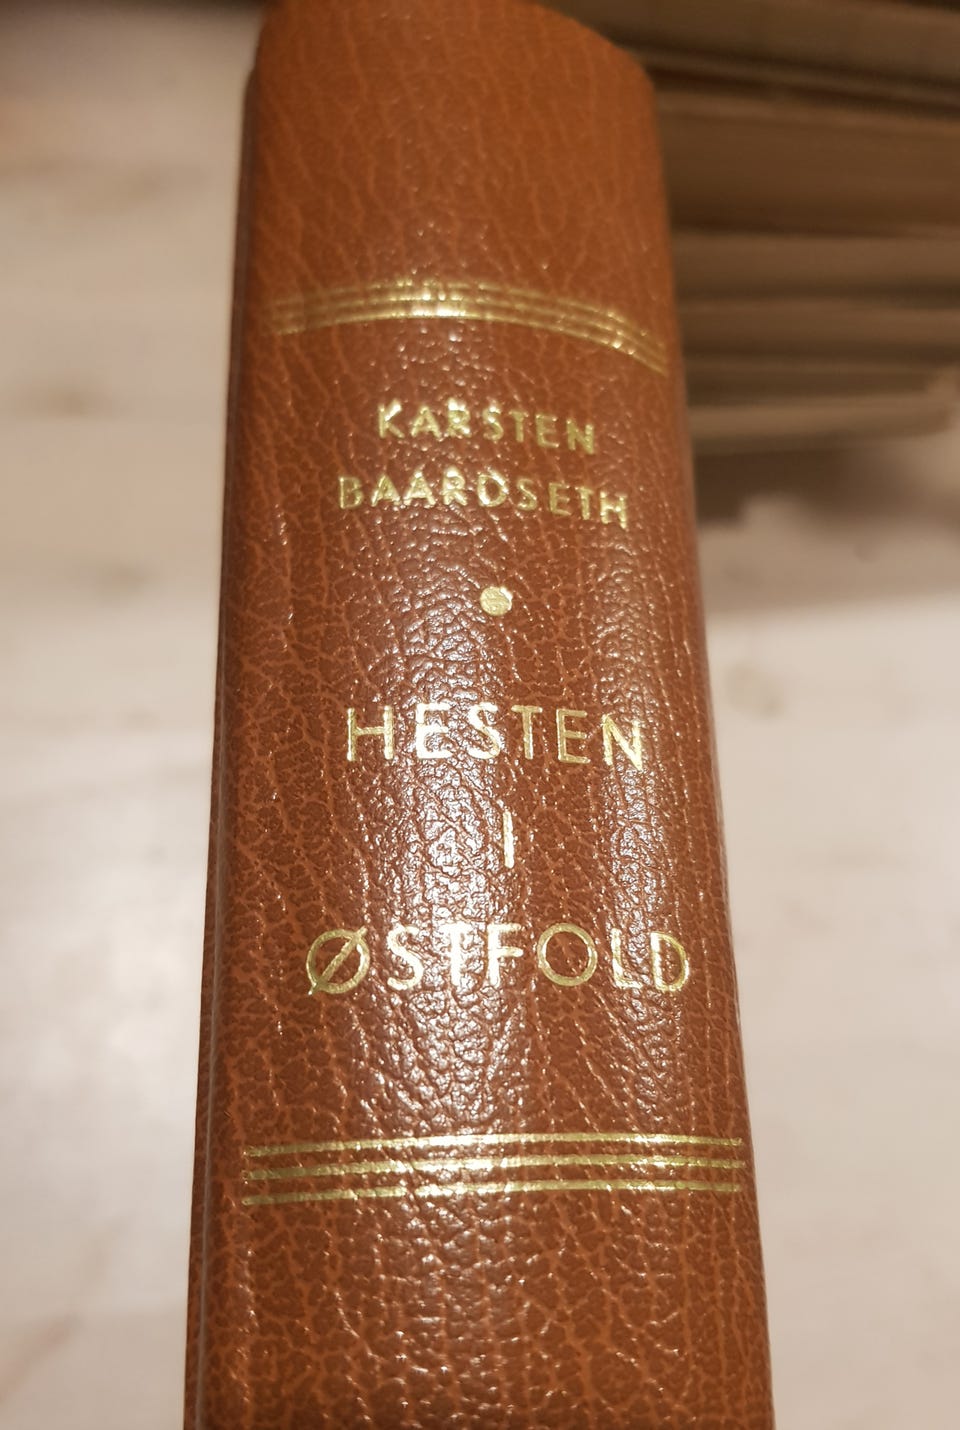 KARSTEN
BAARDSETH
HESTEN
I
ØSTFOLD